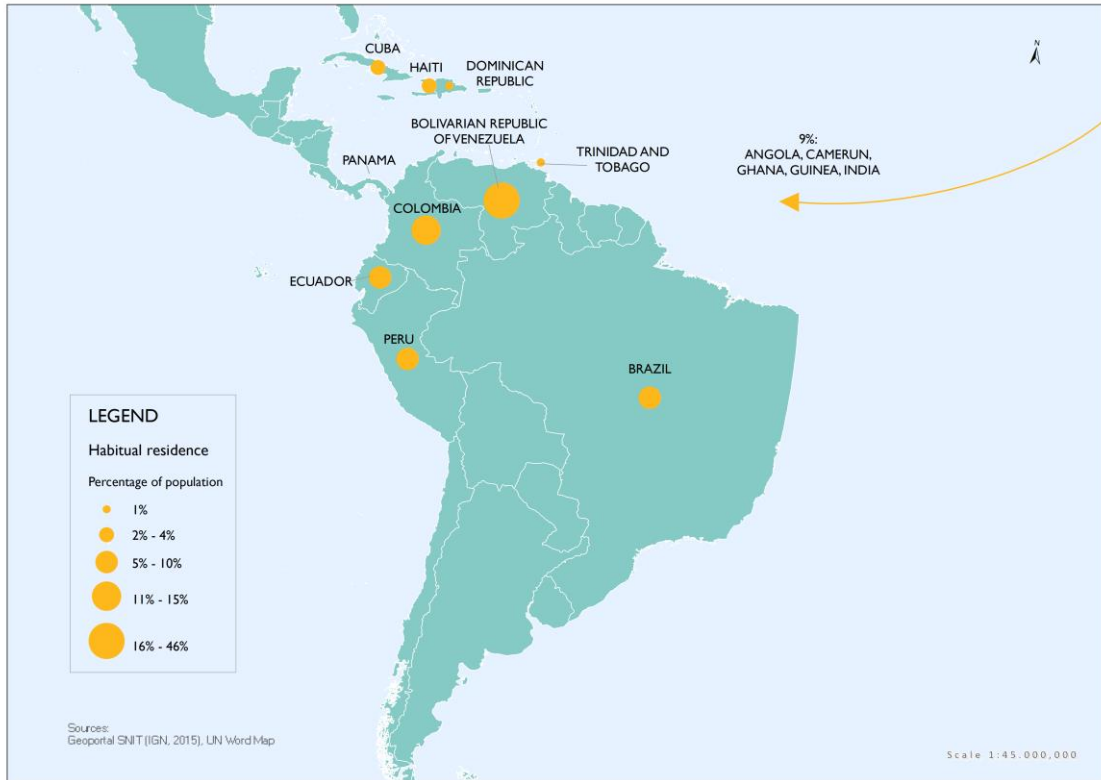 CUBA
HAITI
DOMINICAN
REPUBLIC
N
BOLIVARIAN REPUBLIC
OF VENEZUELA
TRINIDAD AND
TOBAGO
9%:
ANGOLA, CAMERUN,
GHANA, GUINEA, INDIA
PANAMA
COLOMBIA
ECUADOR
PERU
BRAZIL
LEGEND
Habitual residence
Percentage of population
1%
2% - 4%
5% - 10%
11% - 15%
16% - 46%
Sources:
Geoportal SNIT (IGN, 2015), UN Word Map
Scale 1:45.000,000